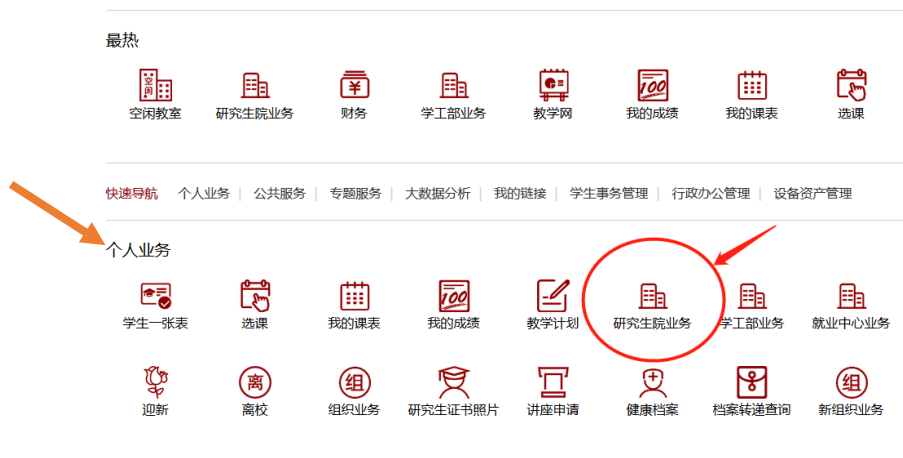 最热
空闲
100
空闲教室 研究生院业务 财务 学工部业务 教学网 我的成绩 我的课表 选课
快速导航 个人业务 | 公共服务 | 专题服务 | 大数据分析 | 我的链接 | 学生事务管理 | 行政办公管理 | 设备资产管理
个人业务
100
学生一张表 选课 我的课表 我的成绩 教学计划 研究生院业务 学工部业务 就业中心业务
离 组 组
迎新 离校 组织业务 研究生证书照片 讲座申请 健康档案 档案转递查询 新组织业务